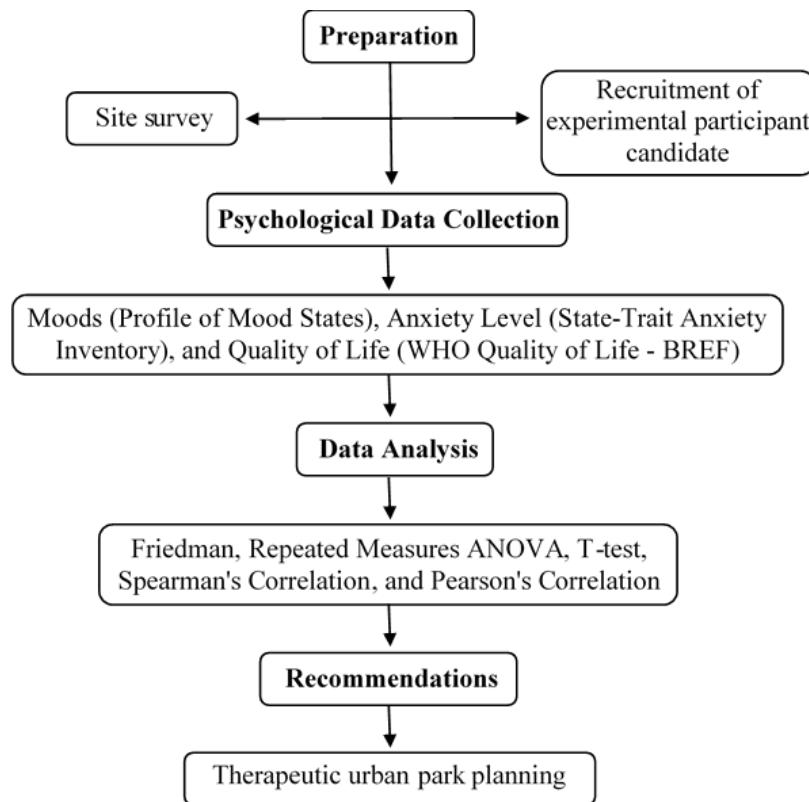 Preparation
Site survey
Recruitment of
experimental participant
candidate
Psychological Data Collection
Moods (Profile of Mood States), Anxiety Level (State-Trait Anxiety
Inventory), and Quality of Life (WHO Quality of Life - BREF)
Data Analysis
Friedman, Repeated Measures ANOVA, T-test,
Spearman's Correlation, and Pearson's Correlation
Recommendations
Therapeutic urban park planning